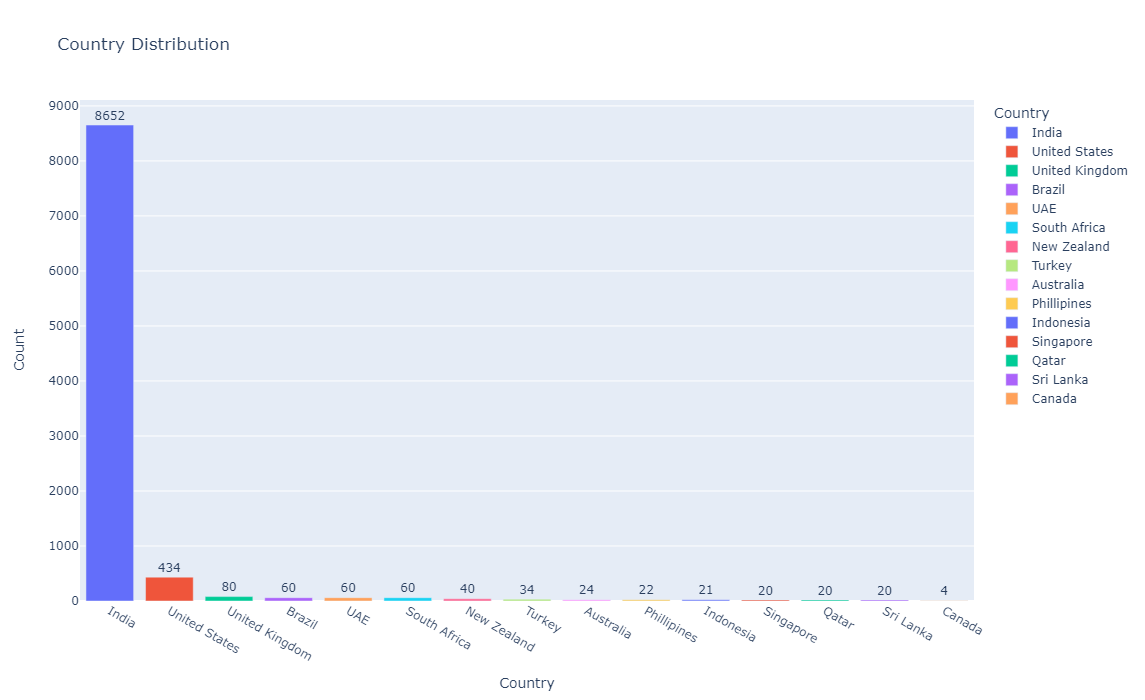 Country Distribution
Count
9000
8000
7000
6000
5000
4000
3000
2000
1000
0
8652
434
80
60
60
60
40
34
24
22
21
20
20
20
4
India
United States
United Kingdom
Brazil
UAE
South Africa
New Zealand
Turkey
Australia
Phillipines
Indonesia
Singapore
Qatar
Sri Lanka
Canada
Country
Country
India
United States
United Kingdom
Brazil
UAE
South Africa
New Zealand
Turkey
Australia
Phillipines
Indonesia
Singapore
Qatar
Sri Lanka
Canada